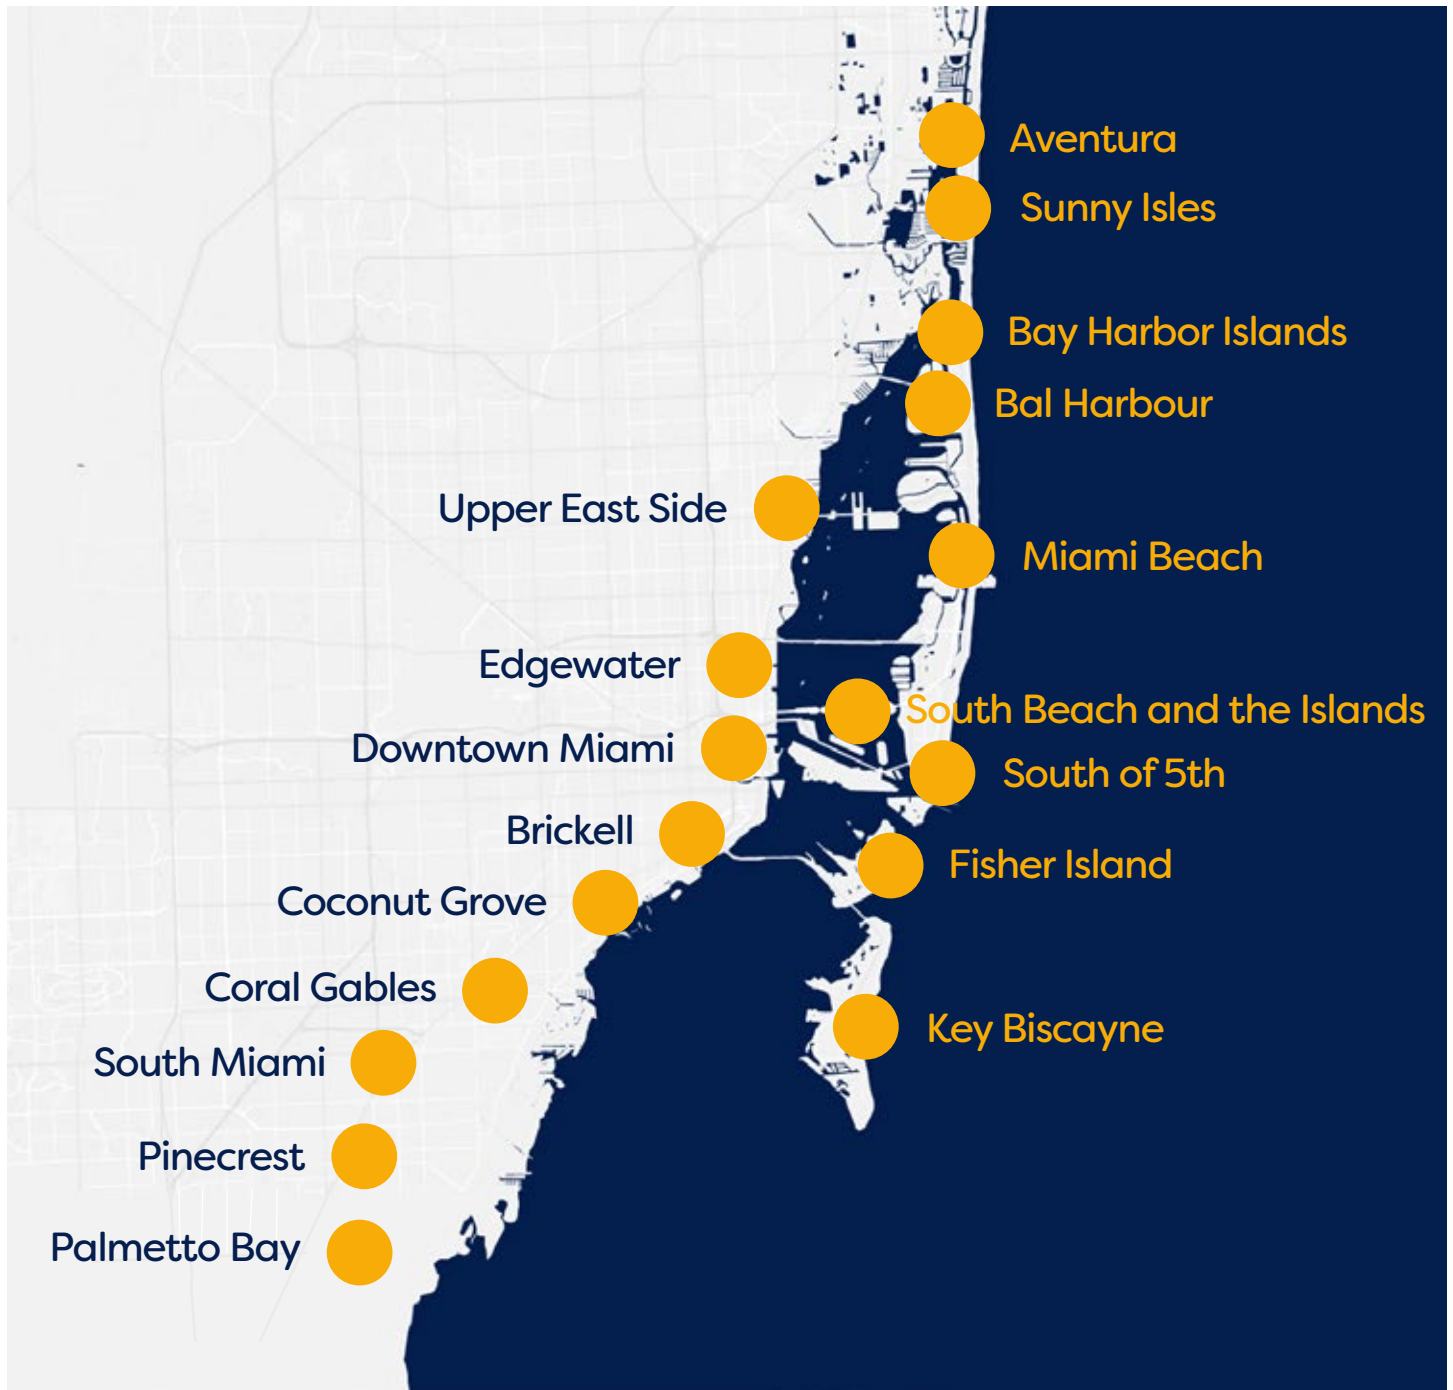 Aventura
Sunny Isles
Bay Harbor Islands
Bal Harbour
Upper East Side
Miami Beach
Edgewater
South Beach and the Islands
Downtown Miami
South of 5th
Brickell
Fisher Island
Coconut Grove
Coral Gables
Key Biscayne
South Miami
Pinecrest
Palmetto Bay